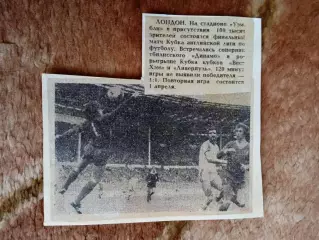 ЛОНДОН. На стадионе «Уэм-
бли» в присутствии 100 тысяч
зрителей состоялся финальный
матч Кубка английской лиги по
футболу. Встречались соперник
тбилисского «Динамо» в ро-
зыгрыше Кубка кубков «Вест-
Хэм» и «Ливерпуль». 120 минут
игры не выявили победителя —
1:1. Повторная игра состоится
1 апреля.